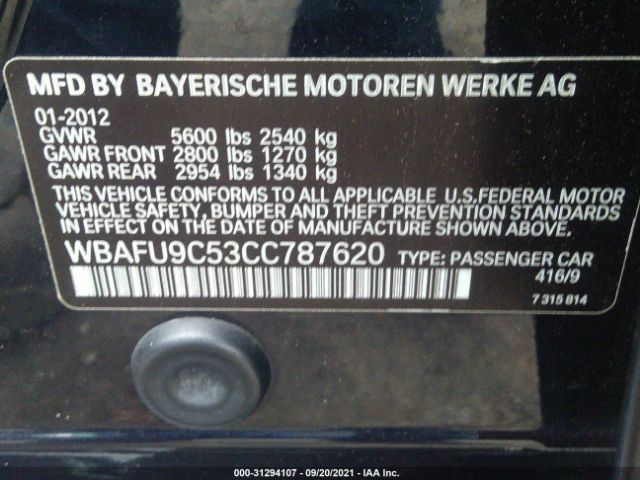 MFD BY BAYERISCHE MOTOREN WERKE AG
01-2012
GVWR 5600 lbs 2540 kg
GAWR FRONT 2800 lbs 1270 kg
GAWR REAR 2954 lbs 1340 kg
THIS VEHICLE CONFORMS TO ALL APPLICABLE U.S.FEDERAL MOTOR
VEHICLE SAFETY, BUMPER AND THEFT PREVENTION STANDARDS
IN EFFECT ON THE DATE OF MANUFACTURE SHOWN ABOVE.
WBAFU9C53CC787620 TYPE: PASSENGER CAR
416/9
7 315 814
000-31294107 - 09/20/2021 - IAA Inc.